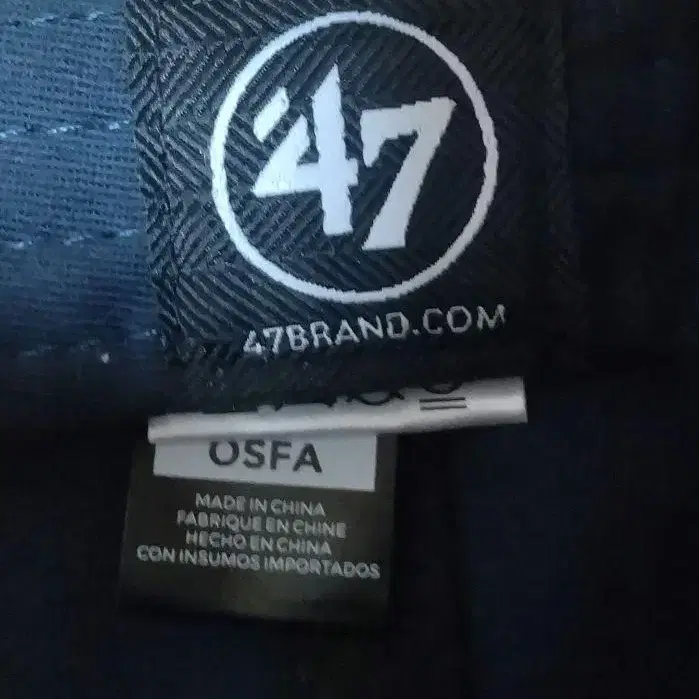 '47
47BRAND.COM
OSFA
MADE IN CHINA
FABRIQUE EN CHINE
HECHO EN CHINA
CON INSUMOS IMPORTADOS